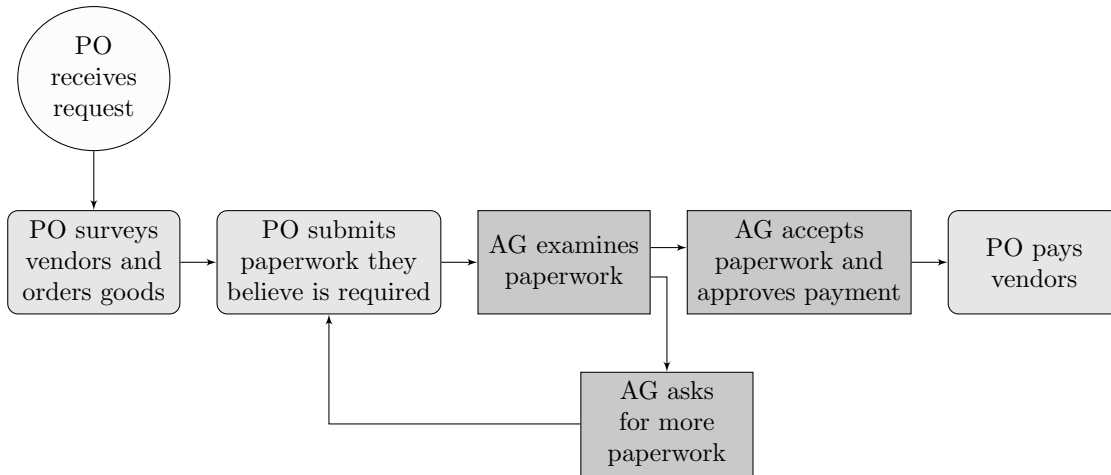 PO
receives
request
PO surveys
vendors and
orders goods
PO submits
paperwork they
believe is required
AG examines
paperwork
AG accepts
paperwork and
approves payment
PO pays
vendors
AG asks
for more
paperwork